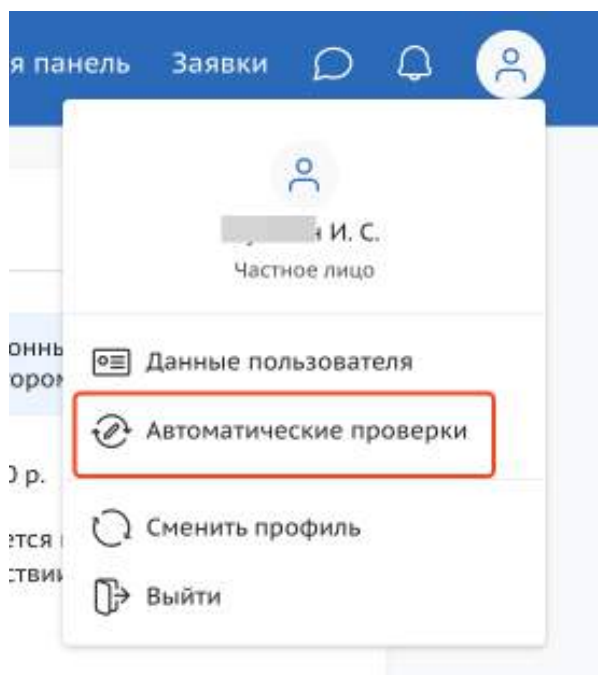 панель Заявки
И. С.
Частное лицо
Данные пользователя
Автоматические проверки
р.
Сменить профиль
Выйти